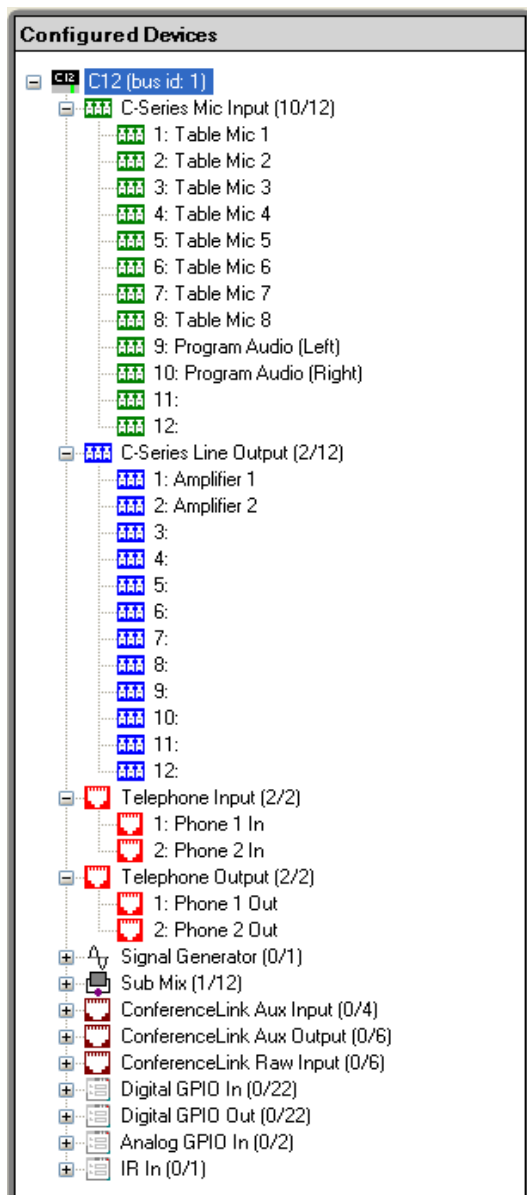 Configured Devices
C12 C12 (bus id: 1)
C-Series Mic Input (10/12)
1: Table Mic 1
2: Table Mic 2
3: Table Mic 3
4: Table Mic 4
5: Table Mic 5
6: Table Mic 6
7: Table Mic 7
8: Table Mic 8
9: Program Audio (Left)
10: Program Audio (Right)
11:
12:
C-Series Line Output (2/12)
1: Amplifier 1
2: Amplifier 2
3:
4:
5:
6:
7:
8:
9:
10:
11:
12:
Telephone Input (2/2)
1: Phone 1 In
2: Phone 2 In
Telephone Output (2/2)
1: Phone 1 Out
2: Phone 2 Out
Signal Generator (0/1)
Sub Mix (1/12)
ConferenceLink Aux Input (0/4)
ConferenceLink Aux Output (0/6)
ConferenceLink Raw Input (0/6)
Digital GPIO In (0/22)
Digital GPIO Out (0/22)
Analog GPIO In (0/2)
IR In (0/1)